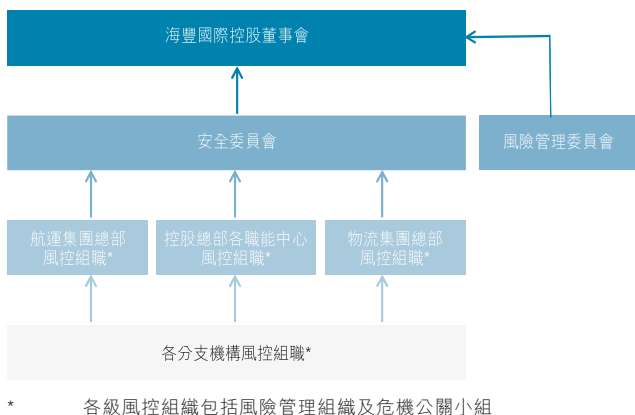 海豐國際控股董事會
安全委員會
風險管理委員會
航運集團總部
風控組職*
控股總部各職能中心
風控組職*
物流集團總部
風控組職*
各分支機構風控組職*
* 各級風控組織包括風險管理組織及危機公關小組